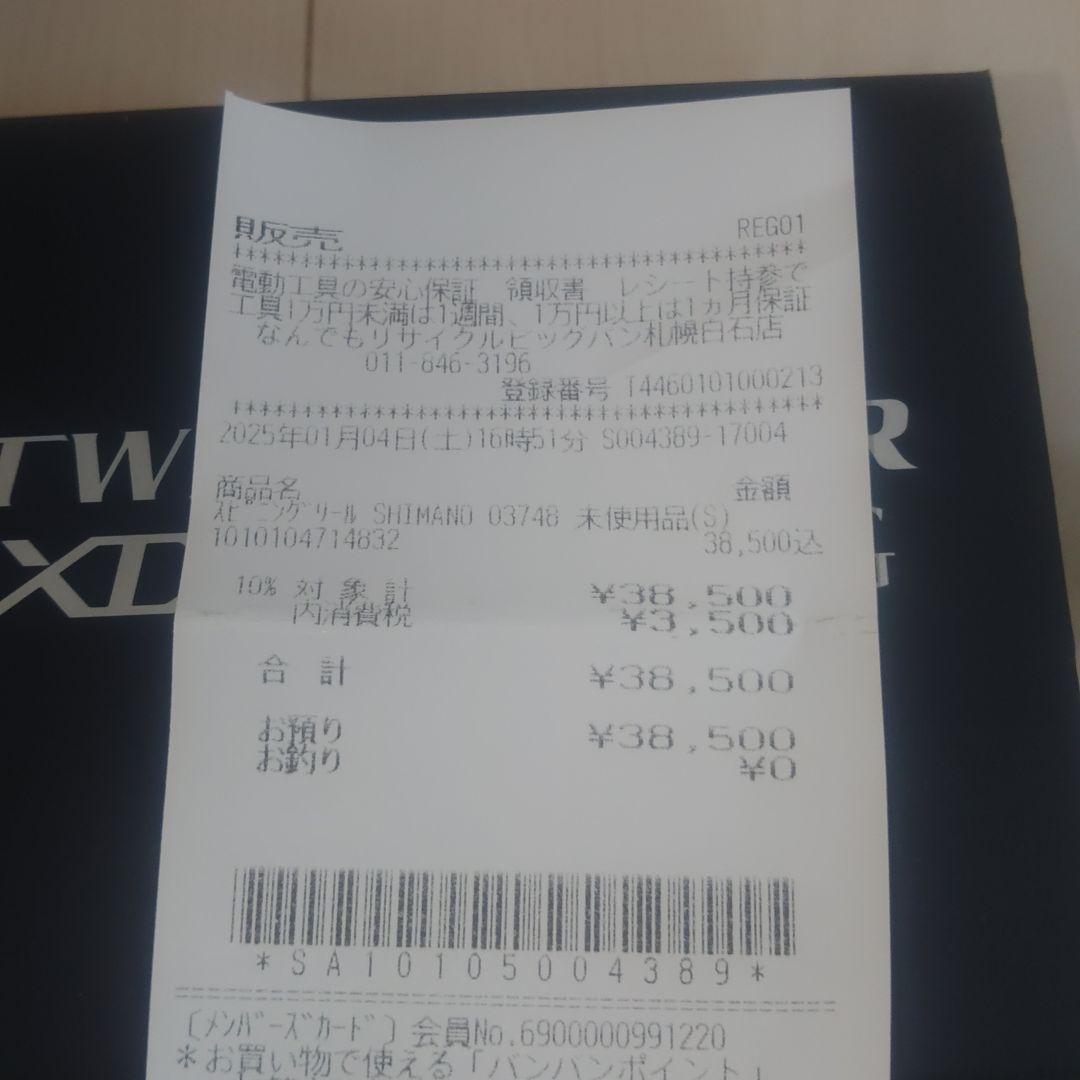 販売 REG01
****************************************
電動工具の安心保証 領収書 レシート持参で
工具1万円未満は1週間、1万円以上は1ヵ月保証
なんでもリサイクルビッグバン札幌白石店
011-846-3196
登録番号 T4460101000213
****************************************
2025年01月04日(土)16時51分 S004389-17004
商品名 金額
ｽﾋﾟﾆﾝｸﾞﾘｰﾙ SHIMANO 03748 未使用品(S)
1010104714832 38,500込
10% 対象計 ¥38,500
内消費税 ¥3,500
合計 ¥38,500
お預り ¥38,500
お釣り ¥0
*SA10105004389*
〔ﾒﾝﾊﾞｰｽﾞｶｰﾄﾞ〕会員No.6900000991220
*お買い物で使える「バンバンポイント」
TW R
XD